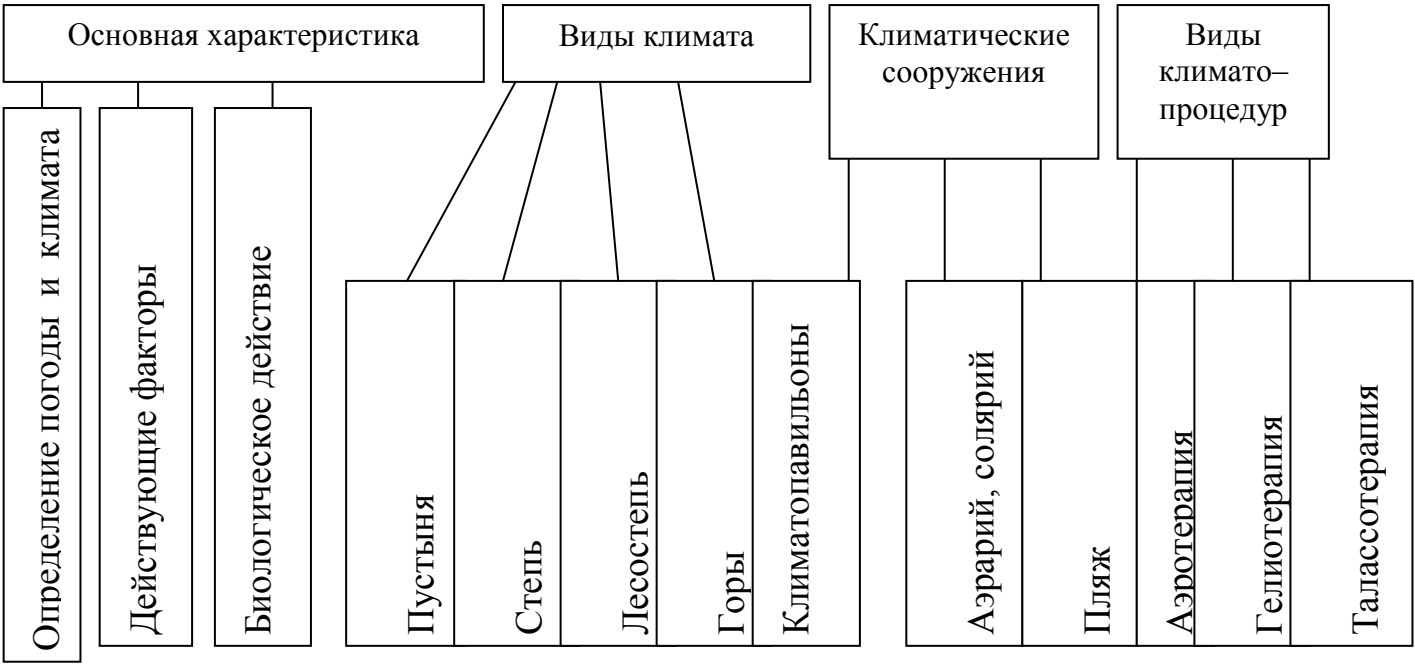 Основная характеристика
Виды климата
Климатические
сооружения
Виды
климато–
процедур
Определение погоды и климата
Действующие факторы
Биологическое действие
Пустыня
Степь
Лесостепь
Горы
Климатопавильоны
Аэрарий, солярий
Пляж
Аэротерапия
Гелиотерапия
Талассотерапия